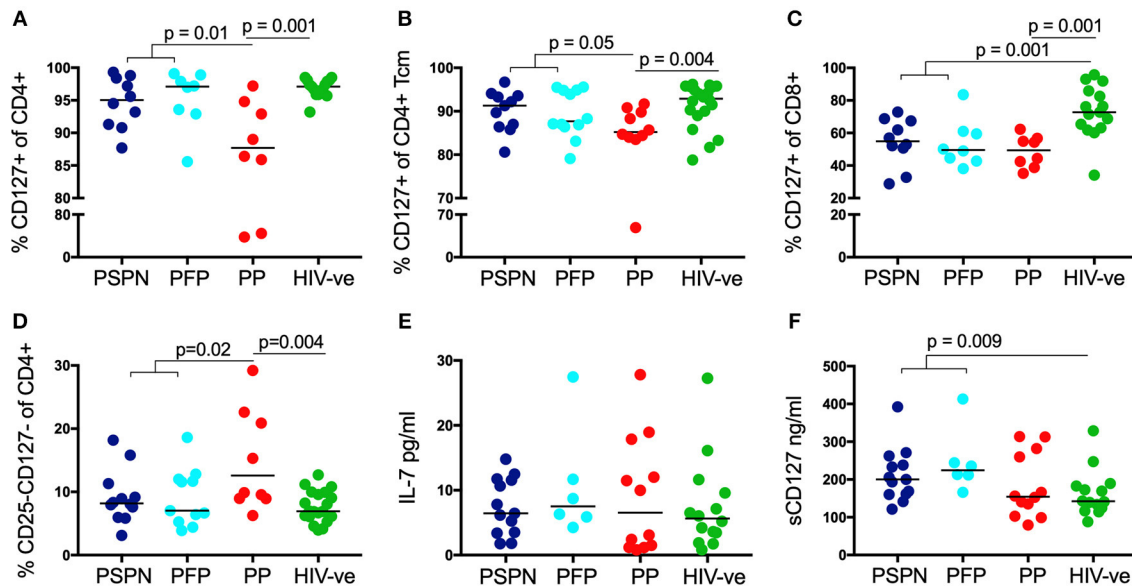 A
p = 0.01
p = 0.001
% CD127+ of CD4+
100
95
90
85
80
70
0
PSPN PFP PP HIV-ve
B
p = 0.05
p = 0.004
% CD127+ of CD4+ Tcm
100
90
80
70
0
PSPN PFP PP HIV-ve
C
p = 0.001
p = 0.001
% CD127+ of CD8+
100
80
60
40
20
20
0
PSPN PFP PP HIV-ve
D
p=0.02
p=0.004
% CD25-CD127- of CD4+
30
20
10
0
PSPN PFP PP HIV-ve
E
IL-7 pg/ml
30
20
10
0
PSPN PFP PP HIV-ve
F
p = 0.009
sCD127 ng/ml
500
400
300
200
100
0
PSPN PFP PP HIV-ve